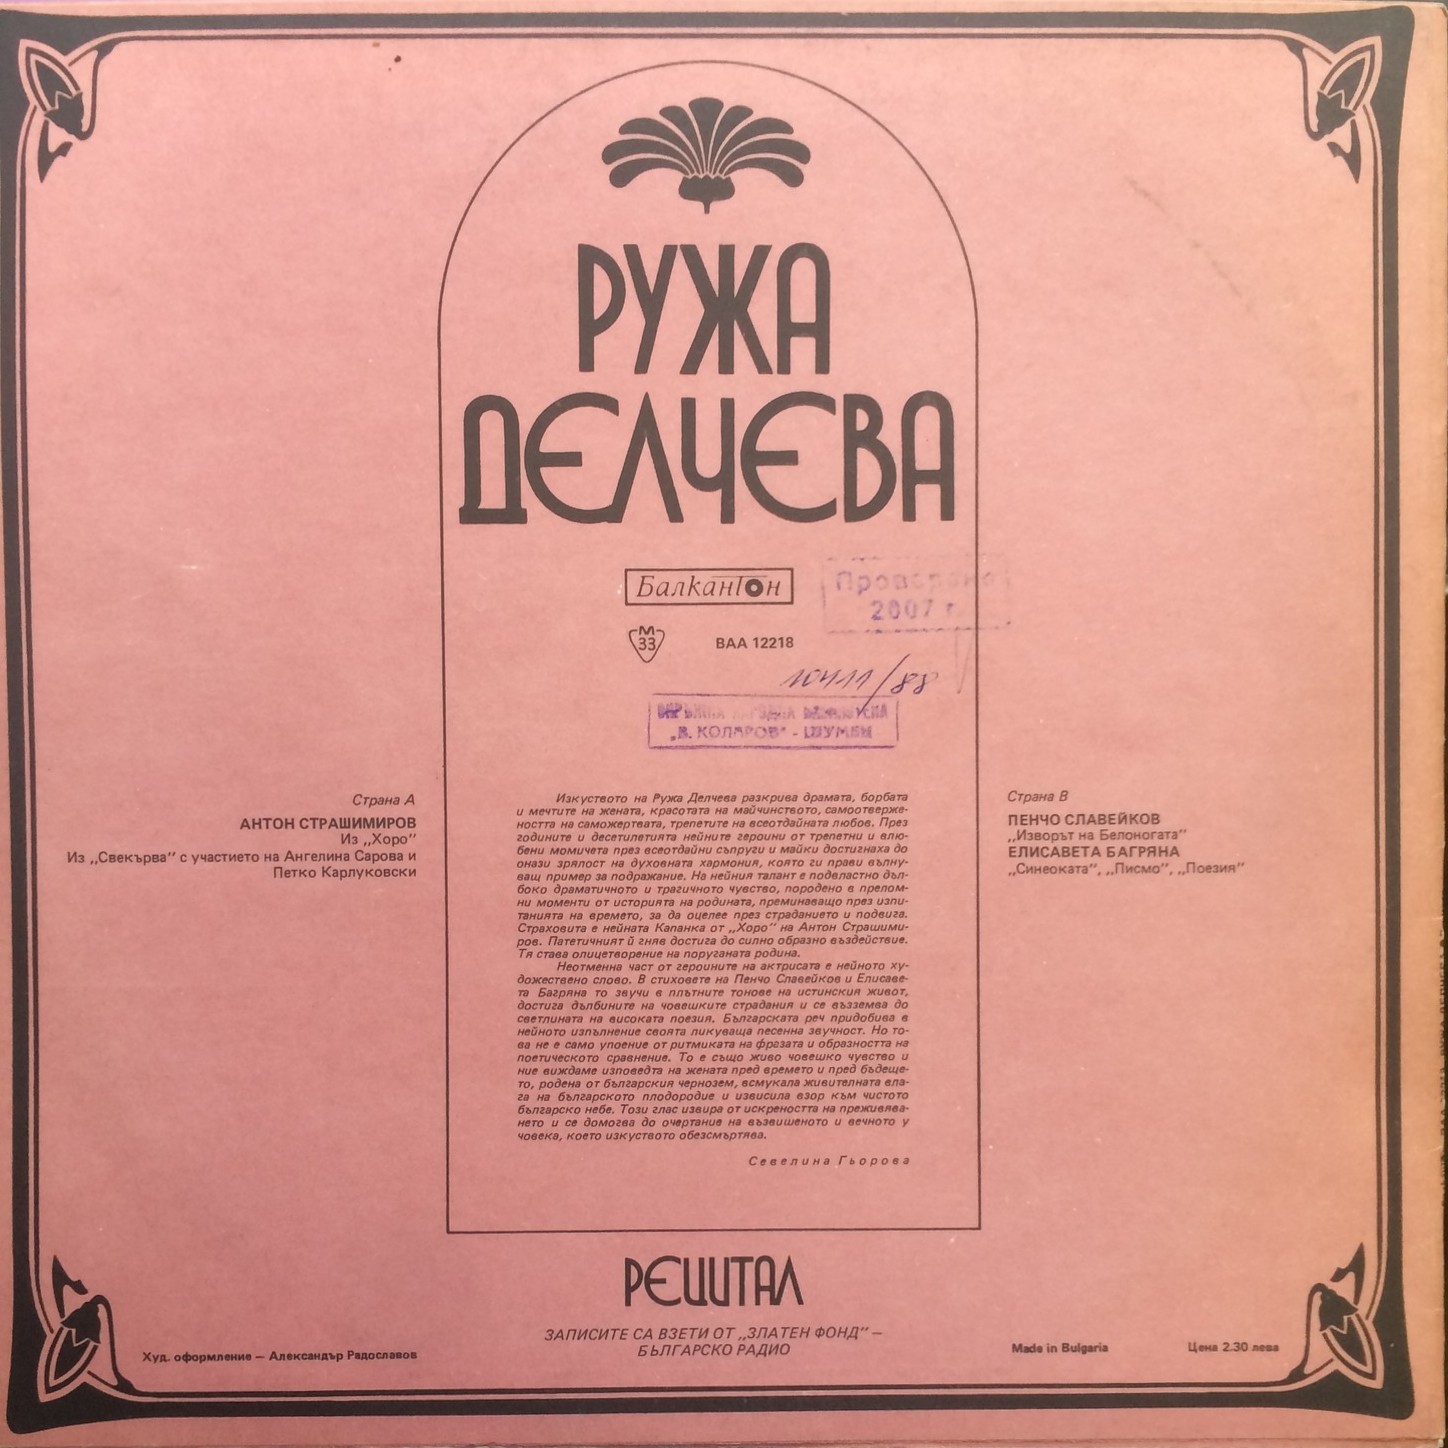 РУЖА
ДЕЛЧЕВА
Балкантон
М
33
ВАА 12218
Проверено
2007 г.
10411/88
ОКРЪЖНА НАРОДНА БИБЛИОТЕКА
„В. КОЛАРОВ“ - ШУМЕН
Страна А
АНТОН СТРАШИМИРОВ
Из „Хоро“
Из „Свекърва“ с участието на Ангелина Сарова и
Петко Карлуковски
Изкуството на Ружа Делчева разкрива драмата, борбата
и мечтите на жената, красотата на майчинството, самоотверже-
ността на саможертвата, трепетите на всеотдайната любов. През
годините и десетилетията нейните героини от трепетни и влю-
бени момичета през всеотдайни съпруги и майки достигнаха до
онази зрялост на духовната хармония, която ги прави вълну-
ващ пример за подражание. На нейния талант е подвластно дъл-
боко драматичното и трагичното чувство, породено в прелом-
ни моменти от историята на родината, преминаващо през изпи-
танията на времето, за да оцелее през страданието и подвига.
Страховита е нейната Капанка от „Хоро“ на Антон Страшими-
ров. Патетичният ѝ гняв достига до силно образно въздействие.
Тя става олицетворение на поруганата родина.
Неотменна част от героините на актрисата е нейното ху-
дожествено слово. В стиховете на Пенчо Славейков и Елисаве-
та Багряна то звучи в плътните тонове на истинския живот,
достига дълбините на човешките страдания и се възземва до
светлината на високата поезия. Българската реч придобива в
нейното изпълнение своята ликуваща песенна звучност. Но то-
ва не е само упоение от ритмиката на фразата и образността на
поетическото сравнение. То е също живо човешко чувство и
ние виждаме изповедта на жената пред времето и пред бъдеще-
то, родена от българския чернозем, всмукала живителната вла-
га на българското плодородие и извисила взор към чистото
българско небе. Този глас извира от искреността на преживява-
нето и се домогва до очертание на възвишеното и вечното у
човека, което изкуството обезсмъртява.
Севелина Гьорова
Страна В
ПЕНЧО СЛАВЕЙКОВ
„Изворът на Белоногата“
ЕЛИСАВЕТА БАГРЯНА
„Синеоката“, „Писмо“, „Поезия“
РЕЦИТАЛ
ЗАПИСИТЕ СА ВЗЕТИ ОТ „ЗЛАТЕН ФОНД“ —
БЪЛГАРСКО РАДИО
Худ. оформление — Александър Радославов
Made in Bulgaria
Цена 2.30 лева